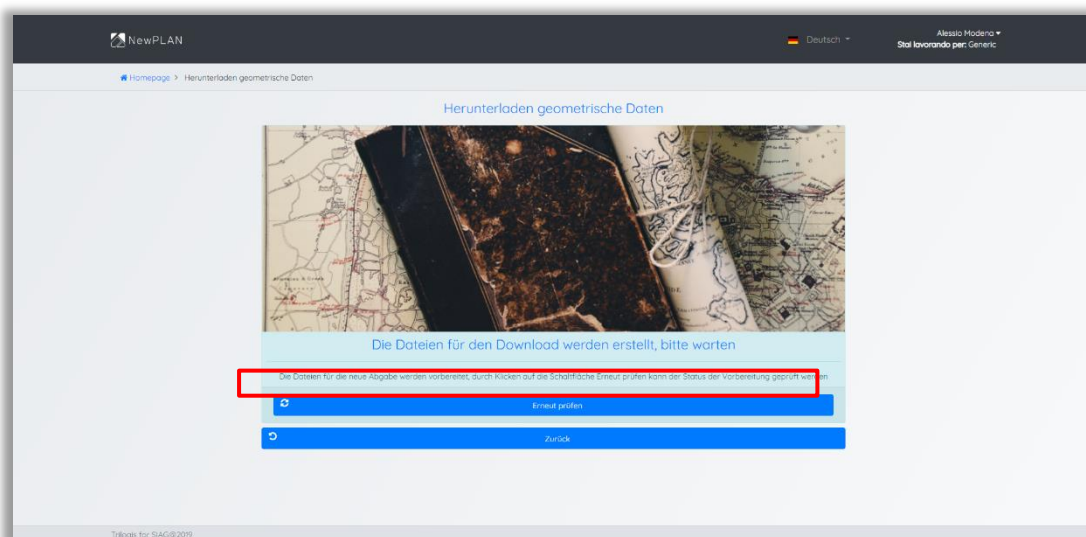 NewPLAN
Deutsch
Alessio Modena
Stai lavorando per: Generic
Homepage > Herunterladen geometrische Daten
Herunterladen geometrische Daten
Die Dateien für den Download werden erstellt, bitte warten
Die Dateien für die neue Abgabe werden vorbereitet, durch Klicken auf die Schaltfläche Erneut prüfen kann der Status der Vorbereitung geprüft werden
Erneut prüfen
Zurück
Trilogis for SIAG@2019